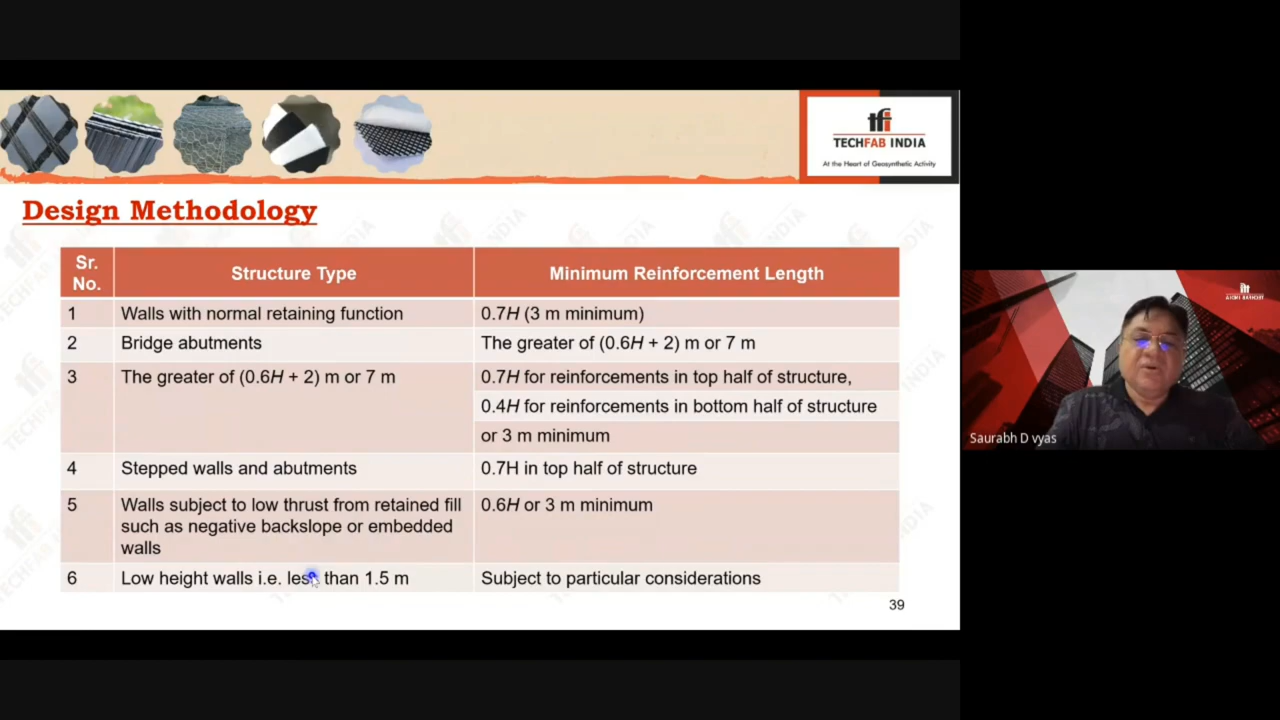 tfi
TECHFAB INDIA
At the Heart of Geosynthetic Activity
Design Methodology
Sr. No.
Structure Type
Minimum Reinforcement Length
1
Walls with normal retaining function
0.7H (3 m minimum)
2
Bridge abutments
The greater of (0.6H + 2) m or 7 m
3
The greater of (0.6H + 2) m or 7 m
0.7H for reinforcements in top half of structure,
0.4H for reinforcements in bottom half of structure
or 3 m minimum
4
Stepped walls and abutments
0.7H in top half of structure
5
Walls subject to low thrust from retained fill
such as negative backslope or embedded
walls
0.6H or 3 m minimum
6
Low height walls i.e. less than 1.5 m
Subject to particular considerations
39
Saurabh D vyas